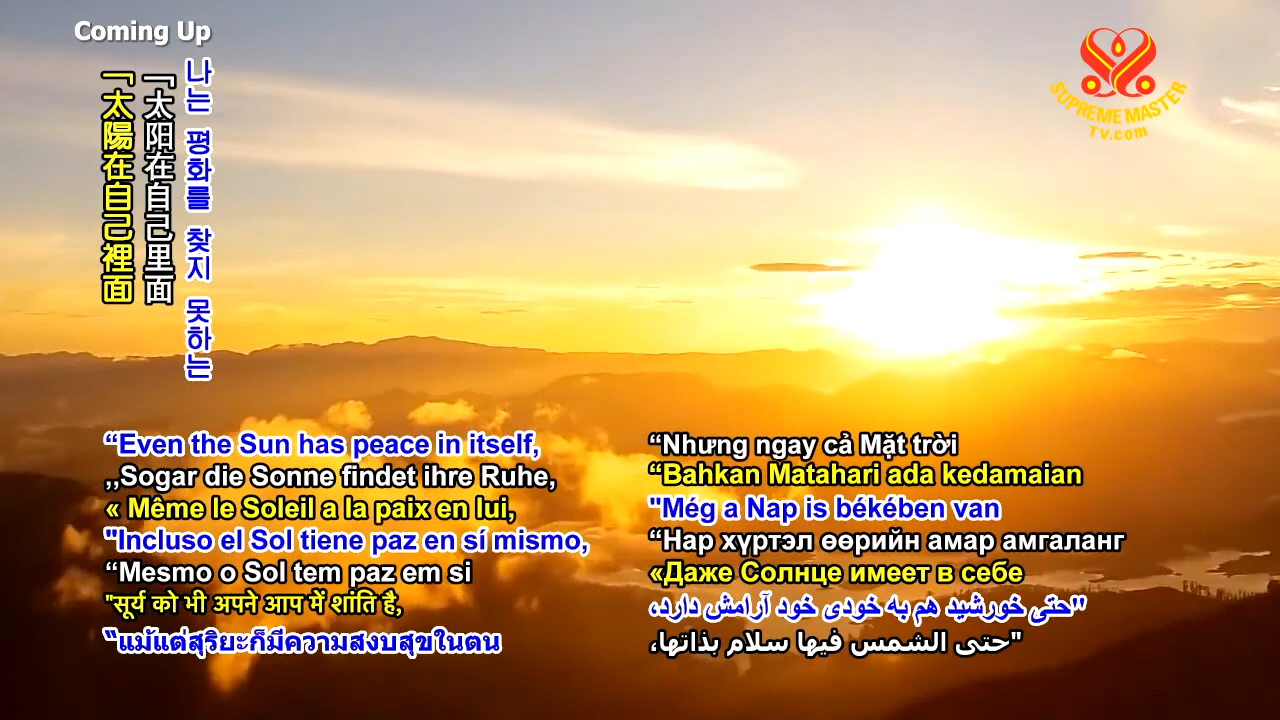 Coming Up
나는 평화를 찾지 못하는
「太阳在自己里面
「太陽在自己裡面
SUPREME MASTER
TV.com
“Even the Sun has peace in itself,
,,Sogar die Sonne findet ihre Ruhe,
« Même le Soleil a la paix en lui,
"Incluso el Sol tiene paz en sí mismo,
“Mesmo o Sol tem paz em si
"सूर्य को भी अपने आप में शांति है,
“แม้แต่สุริยะก็มีความสงบสุขในตน
“Nhưng ngay cả Mặt trời
“Bahkan Matahari ada kedamaian
"Még a Nap is békében van
“Нар хүртэл өөрийн амар амгаланг
«Даже Солнце имеет в себе
"حتی خورشید هم به خودی خود آرامش دارد،
"حتى الشمس فيها سلام بذاتها،